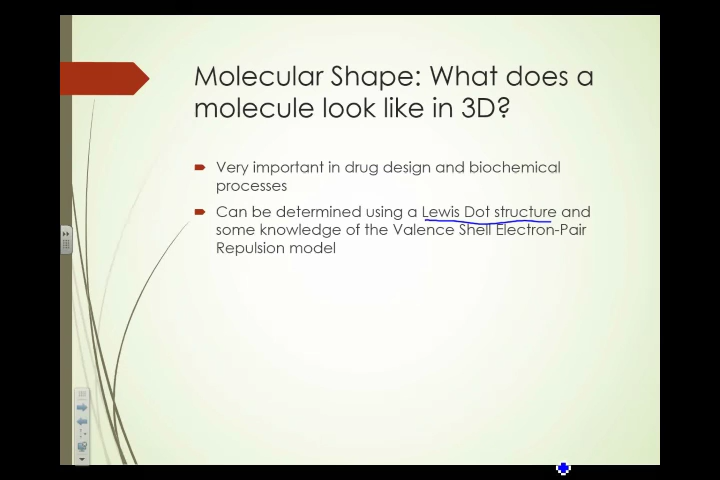 Molecular Shape: What does a
molecule look like in 3D?
Very important in drug design and biochemical
processes
Can be determined using a Lewis Dot structure and
some knowledge of the Valence Shell Electron-Pair
Repulsion model